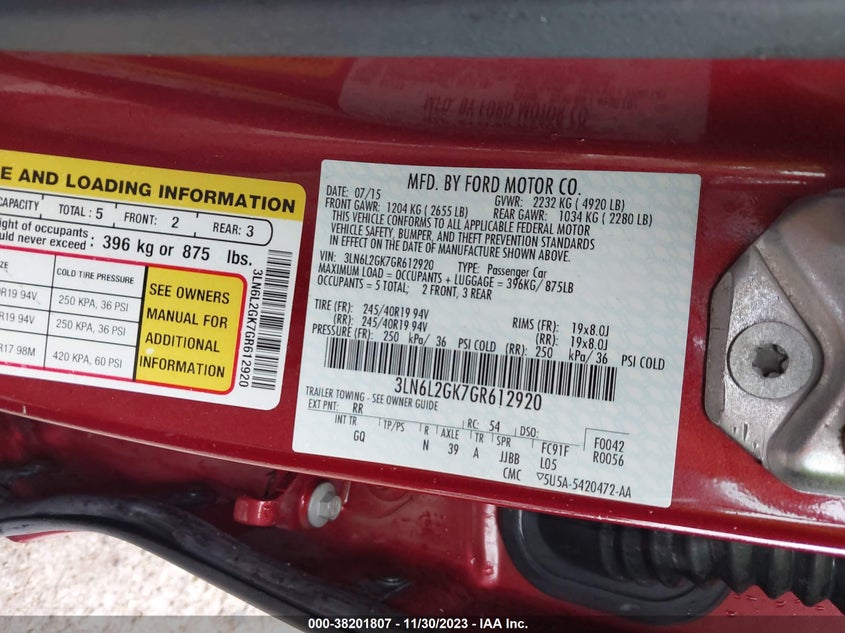 E AND LOADING INFORMATION
CAPACITY TOTAL : 5 FRONT: 2 REAR: 3
ght of occupants
ould never exceed : 396 kg or 875 lbs.
ZE COLD TIRE PRESSURE
R19 94V 250 KPA, 36 PSI
R19 94V 250 KPA, 36 PSI
R17 98M 420 KPA, 60 PSI
SEE OWNERS
MANUAL FOR
ADDITIONAL
INFORMATION
3LN6L2GK7GR612920
MFD. BY FORD MOTOR CO.
DATE: 07/15 GVWR: 2232 KG ( 4920 LB)
FRONT GAWR: 1204 KG ( 2655 LB) REAR GAWR: 1034 KG ( 2280 LB)
THIS VEHICLE CONFORMS TO ALL APPLICABLE FEDERAL MOTOR
VEHICLE SAFETY, BUMPER, AND THEFT PREVENTION STANDARDS
IN EFFECT ON THE DATE OF MANUFACTURE SHOWN ABOVE.
VIN: 3LN6L2GK7GR612920 TYPE: Passenger Car
MAXIMUM LOAD = OCCUPANTS + LUGGAGE = 396KG/ 875LB
OCCUPANTS = 5 TOTAL; 2 FRONT, 3 REAR
TIRE (FR): 245/40R19 94V RIMS (FR): 19x8.0J
(RR): 245/40R19 94V (RR): 19x8.0J
PRESSURE (FR): 250 kPa/ 36 PSI COLD (RR): 250 kPa/36 PSI COLD
3LN6L2GK7GR612920
TRAILER TOWING - SEE OWNER GUIDE
EXT PNT: RR RC: 54 DSO:
INT TR TP/PS R AXLE TR SPR FC91F F0042
GQ N 39 A JJBB L05 R0056
CMC ▽5U5A-5420472-AA
000-38201807 - 11/30/2023 - IAA Inc.